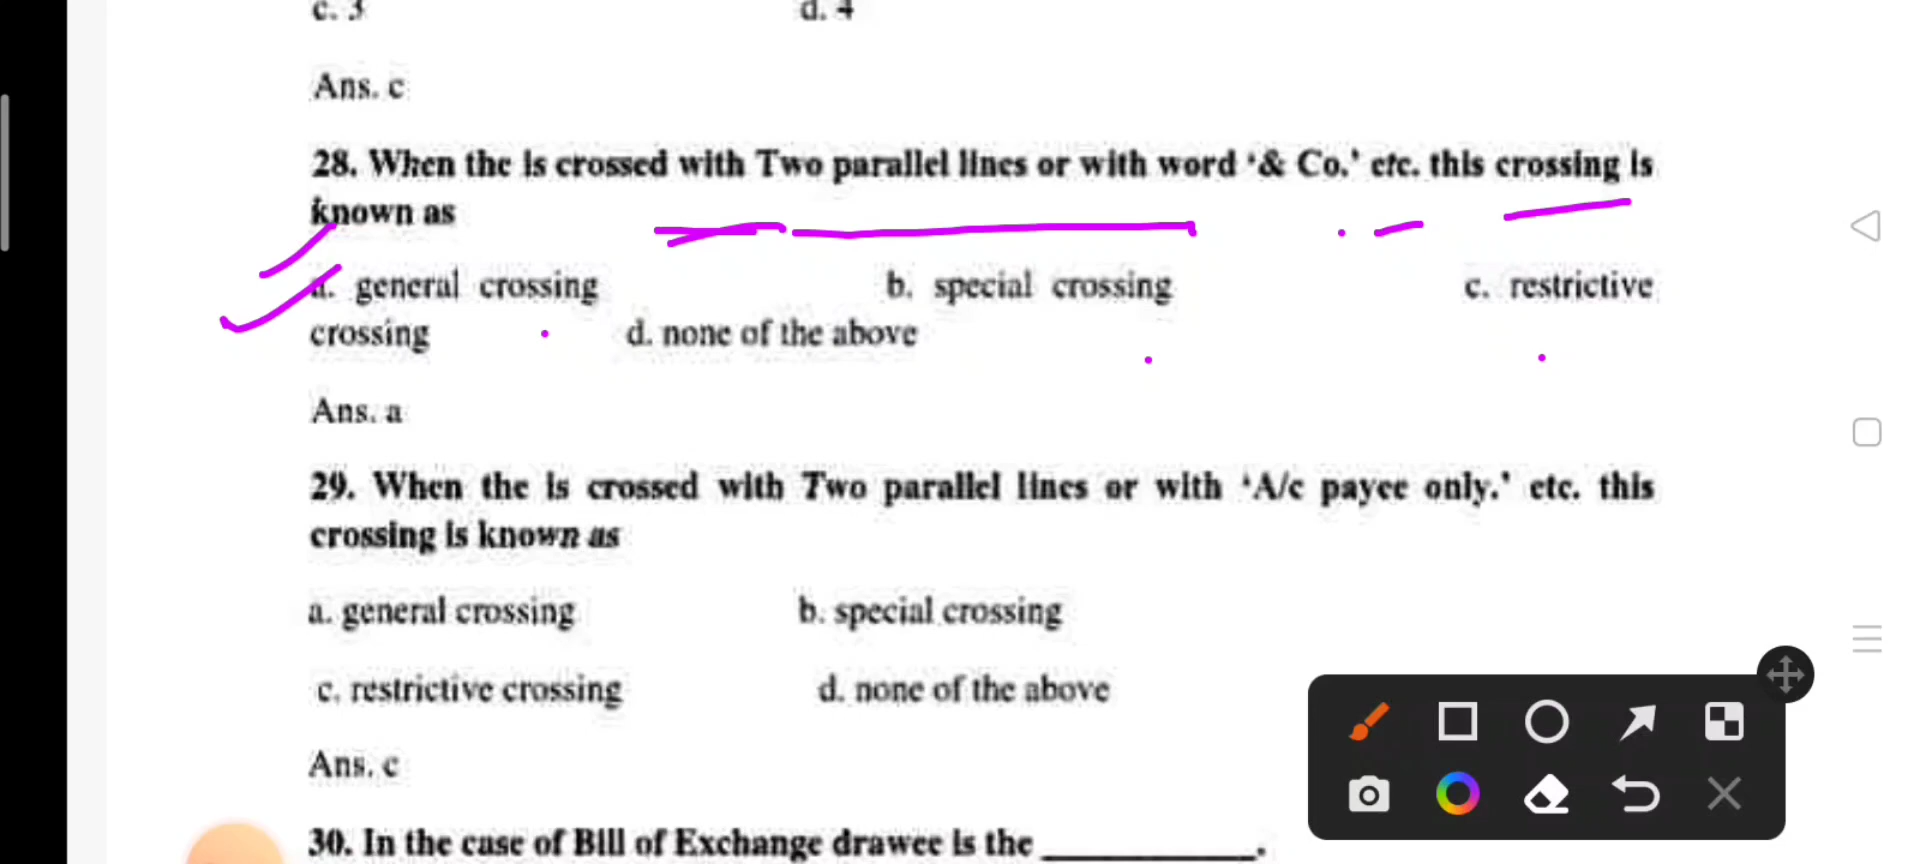 c. 3 d. 4
Ans. c
28. When the is crossed with Two parallel lines or with word ‘& Co.’ etc. this crossing is
known as
a. general crossing b. special crossing c. restrictive
crossing d. none of the above
Ans. a
29. When the is crossed with Two parallel lines or with ‘A/c payee only.’ etc. this
crossing is known as
a. general crossing b. special crossing
c. restrictive crossing d. none of the above
Ans. c
30. In the case of Bill of Exchange drawee is the ____________.